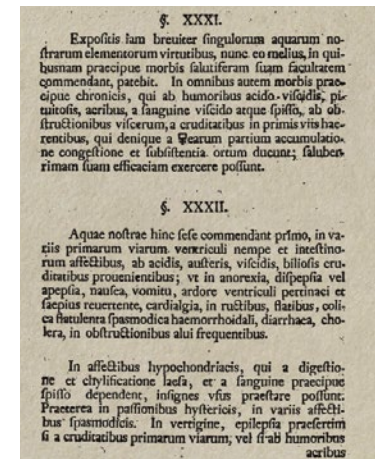 §. XXXI.
Expositis iam breuiter singulorum aquarum no-
strarum elementorum virtutibus, nunc eo melius, in qui-
busnam praecipue morbis salutiferam suam facultatem
commendant, patebit. In omnibus autem morbis prae-
cipue chronicis, qui ab humoribus acido-viscidis, pi-
tuitosis, acribus, a sanguine viscido atque spisso, ab ob-
structionibus viscerum, a cruditatibus in primis viis hae-
rentibus, qui denique a earum partium accumulatio-
ne congestione et subsistentia ortum ducunt; saluber-
rimam suam efficaciam exercere possunt.
§. XXXII.
Aquae nostrae hinc sese commendant primo, in va-
riis primarum viarum ventriculi nempe et intestino-
rum affectibus, ab acidis, austeris, viscidis, biliosis cru-
ditatibus prouenientibus; vt in anorexia, dispepsia vel
apepsia, nausea, vomitu, ardore ventriculi pertinaci et
saepius reuertente, cardialgia, in ructibus, flatibus, coli-
ca flatulenta spasmodica haemorrhoidali, diarrhaea, cho-
lera, in obstructionibus alui frequentibus.
In affectibus hypochondriacis, qui a digestio-
ne et chylificatione laesa, et a sanguine praecipue
spisso dependent, insignes vsus praestare possunt.
Praeterea in passionibus hystericis, in variis affecti-
bus spasmodicis. In vertigine, epilepsia praesertim
si a cruditatibus primarum viarum, vel si ab humoribus
acribus